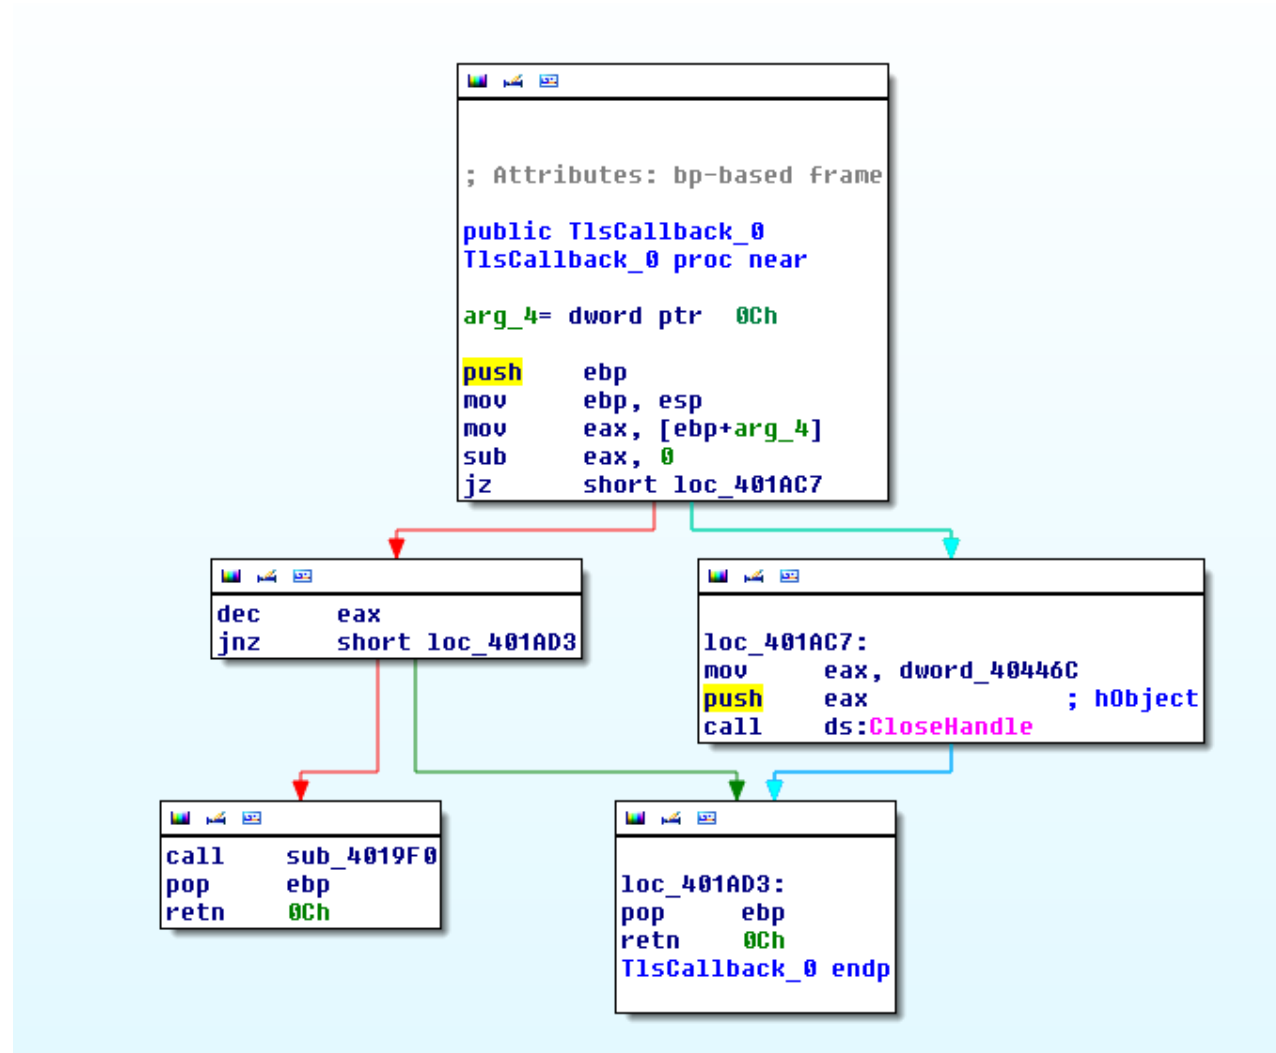 ; Attributes: bp-based frame
public TlsCallback_0
TlsCallback_0 proc near
arg_4= dword ptr  0Ch
push ebp
mov ebp, esp
mov eax, [ebp+arg_4]
sub eax, 0
jz short loc_401AC7
dec eax
jnz short loc_401AD3
loc_401AC7:
mov eax, dword_40446C
push eax ; hObject
call ds:CloseHandle
call sub_4019F0
pop ebp
retn 0Ch
loc_401AD3:
pop ebp
retn 0Ch
TlsCallback_0 endp